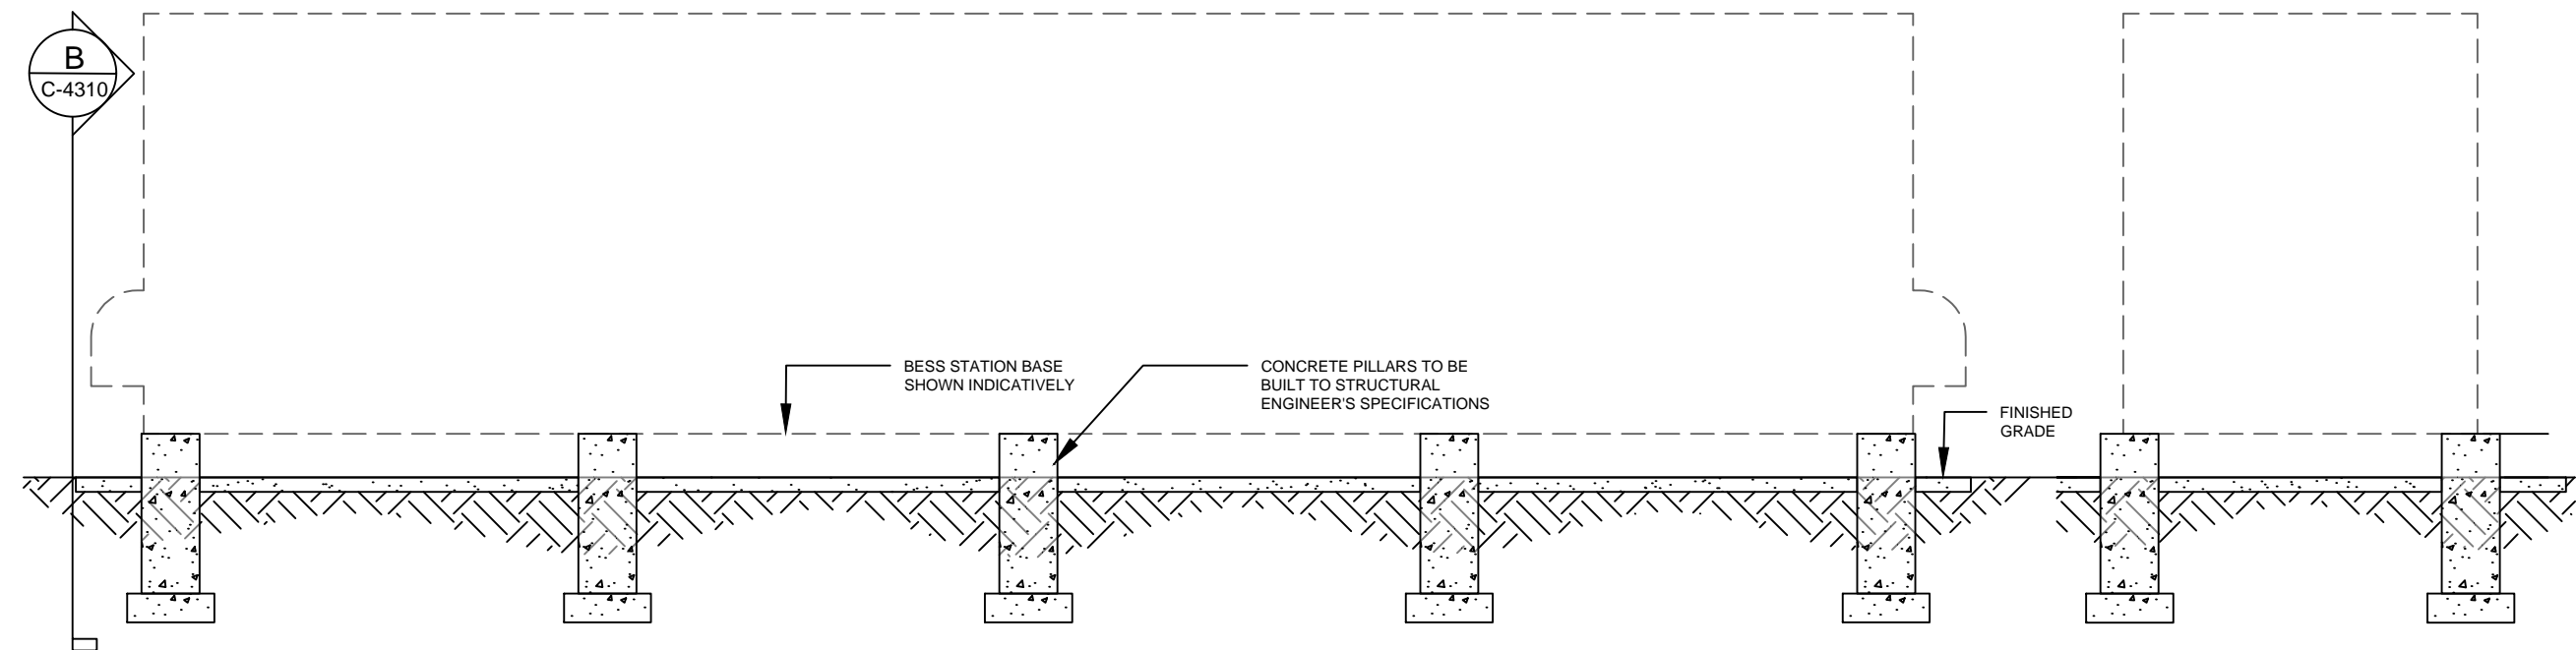 B
C-4310
BESS STATION BASE
SHOWN INDICATIVELY
CONCRETE PILLARS TO BE
BUILT TO STRUCTURAL
ENGINEER'S SPECIFICATIONS
FINISHED
GRADE